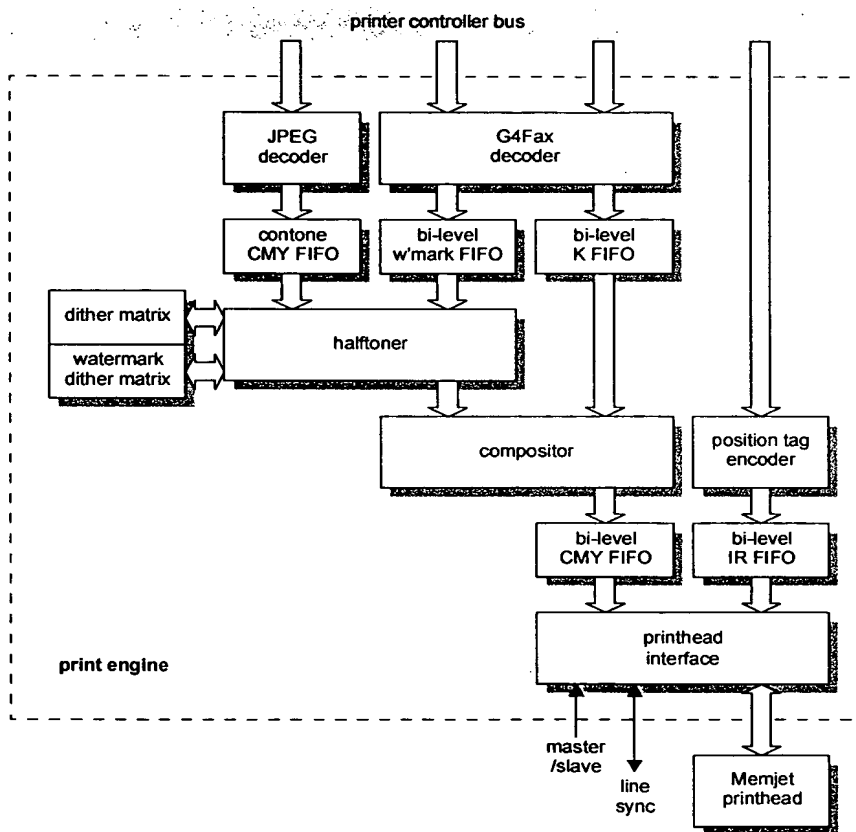 printer controller bus
JPEG
decoder
G4Fax
decoder
contone
CMY FIFO
bi-level
w'mark FIFO
bi-level
K FIFO
dither matrix
watermark
dither matrix
halftoner
compositor
position tag
encoder
bi-level
CMY FIFO
bi-level
IR FIFO
printhead
interface
print engine
master
/slave
line
sync
Memjet
printhead